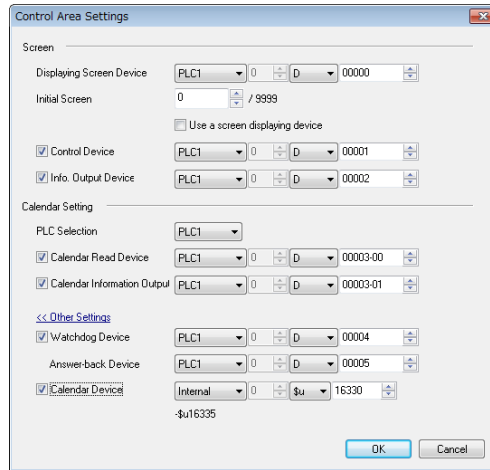 Control Area Settings
Screen
Displaying Screen Device PLC1 0 D 00000
Initial Screen 0 / 9999
Use a screen displaying device
Control Device PLC1 0 D 00001
Info. Output Device PLC1 0 D 00002
Calendar Setting
PLC Selection PLC1
Calendar Read Device PLC1 0 D 00003-00
Calendar Information Output PLC1 0 D 00003-01
<< Other Settings
Watchdog Device PLC1 0 D 00004
Answer-back Device PLC1 0 D 00005
Calendar Device Internal 0 $u 16330
-$u16335
OK Cancel